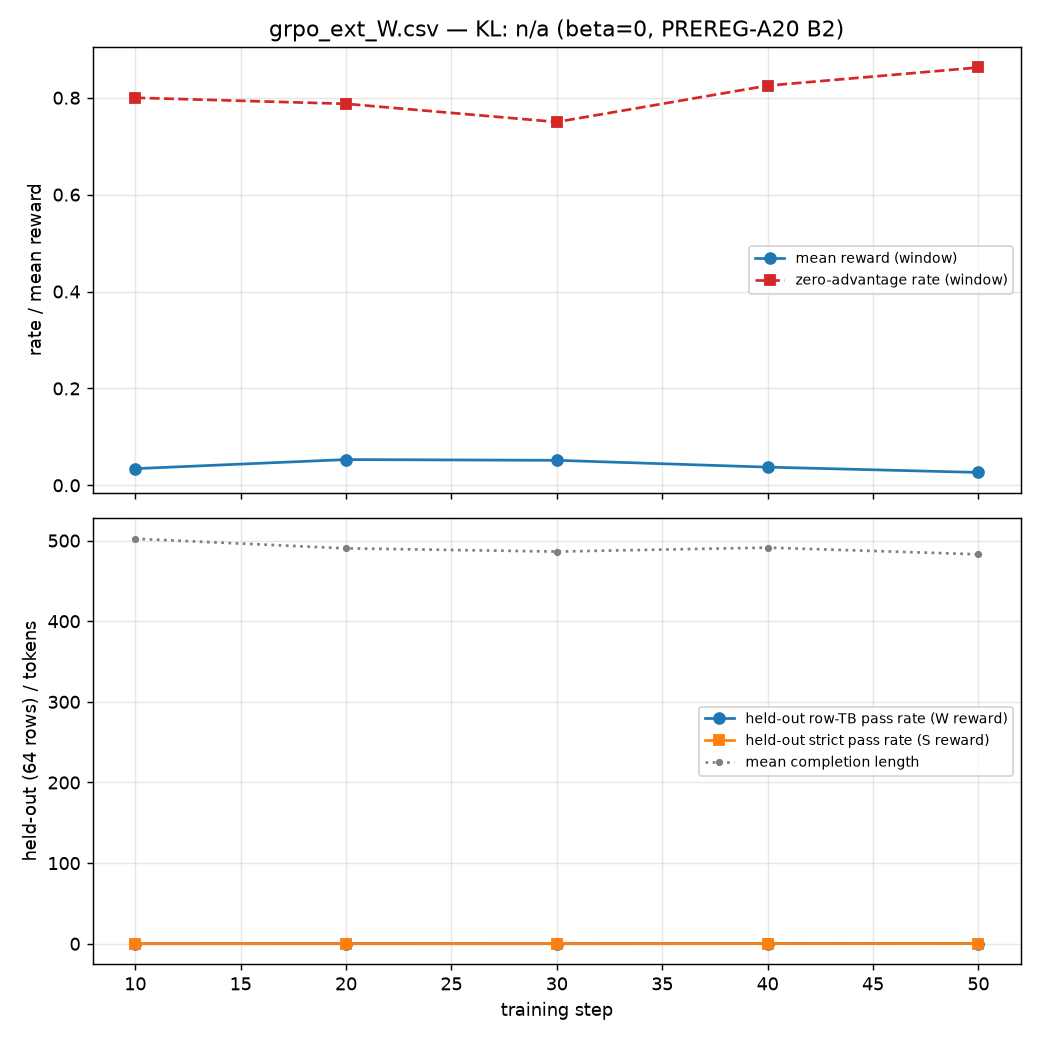 grpo_ext_W.csv — KL: n/a (beta=0, PREREG-A20 B2)
rate / mean reward
0.8
0.6
0.4
0.2
0.0
mean reward (window)
zero-advantage rate (window)
held-out (64 rows) / tokens
500
400
300
200
100
0
held-out row-TB pass rate (W reward)
held-out strict pass rate (S reward)
mean completion length
10 15 20 25 30 35 40 45 50
training step